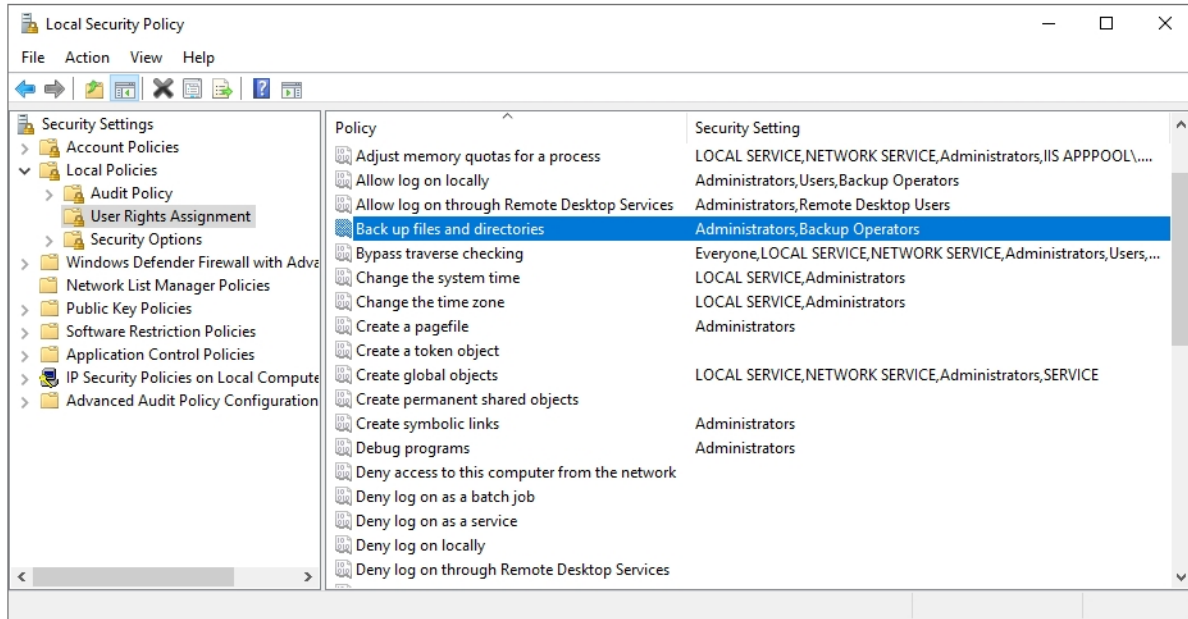 Local Security Policy
File Action View Help
Security Settings
Account Policies
Local Policies
Audit Policy
User Rights Assignment
Security Options
Windows Defender Firewall with Adva
Network List Manager Policies
Public Key Policies
Software Restriction Policies
Application Control Policies
IP Security Policies on Local Compute
Advanced Audit Policy Configuration
Policy Security Setting
Adjust memory quotas for a process LOCAL SERVICE,NETWORK SERVICE,Administrators,IIS APPPOOL\....
Allow log on locally Administrators,Users,Backup Operators
Allow log on through Remote Desktop Services Administrators,Remote Desktop Users
Back up files and directories Administrators,Backup Operators
Bypass traverse checking Everyone,LOCAL SERVICE,NETWORK SERVICE,Administrators,Users,...
Change the system time LOCAL SERVICE,Administrators
Change the time zone LOCAL SERVICE,Administrators
Create a pagefile Administrators
Create a token object
Create global objects LOCAL SERVICE,NETWORK SERVICE,Administrators,SERVICE
Create permanent shared objects
Create symbolic links Administrators
Debug programs Administrators
Deny access to this computer from the network
Deny log on as a batch job
Deny log on as a service
Deny log on locally
Deny log on through Remote Desktop Services